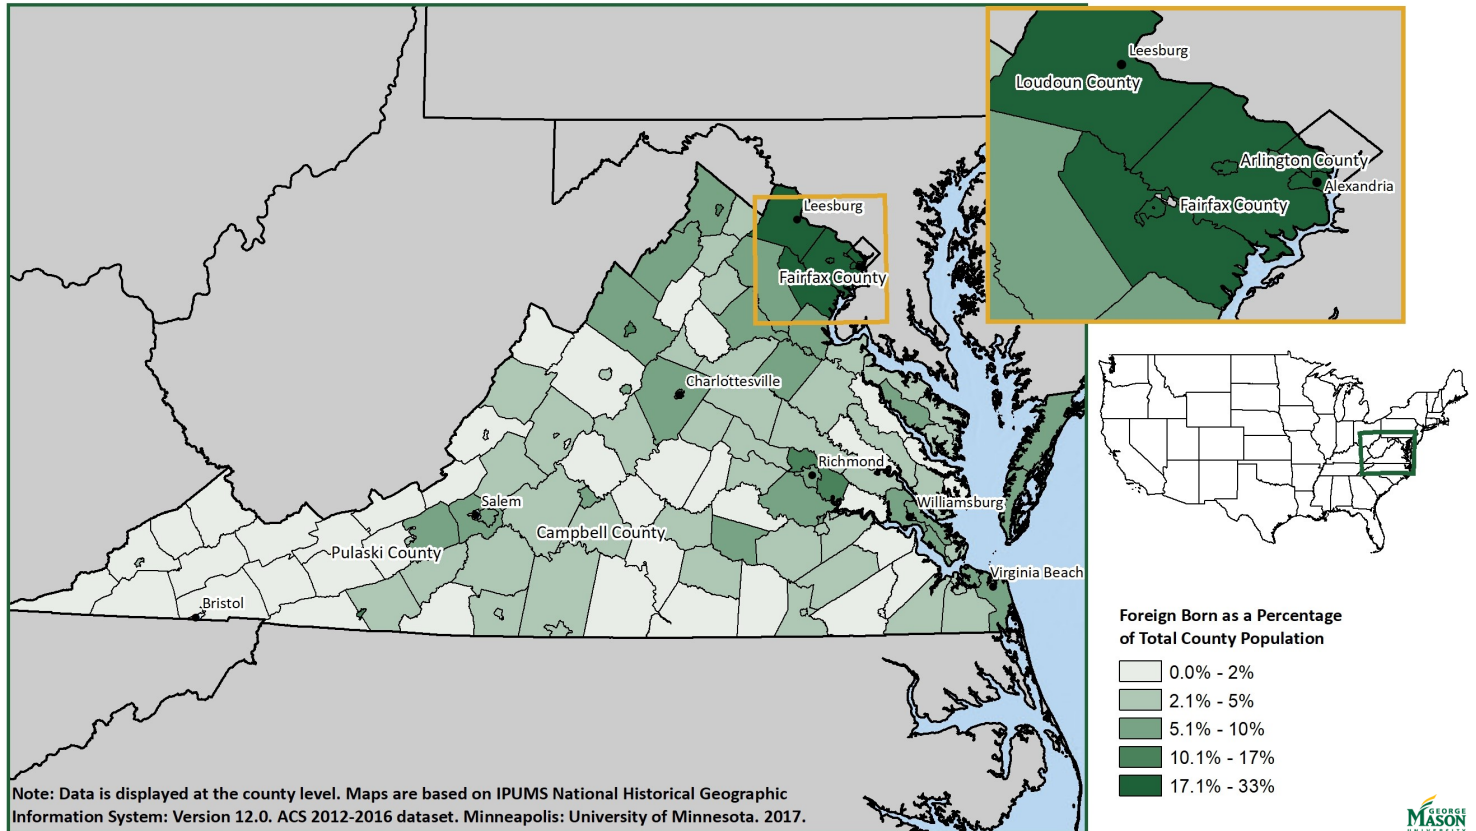 Leesburg
Loudoun County
Arlington County
Alexandria
Fairfax County
Leesburg
Fairfax County
Charlottesville
Richmond
Salem
Williamsburg
Campbell County
Pulaski County
Virginia Beach
Bristol
Foreign Born as a Percentage
of Total County Population
0.0% - 2%
2.1% - 5%
5.1% - 10%
10.1% - 17%
17.1% - 33%
Note: Data is displayed at the county level. Maps are based on IPUMS National Historical Geographic
Information System: Version 12.0. ACS 2012-2016 dataset. Minneapolis: University of Minnesota. 2017.
GEORGE
MASON
UNIVERSITY